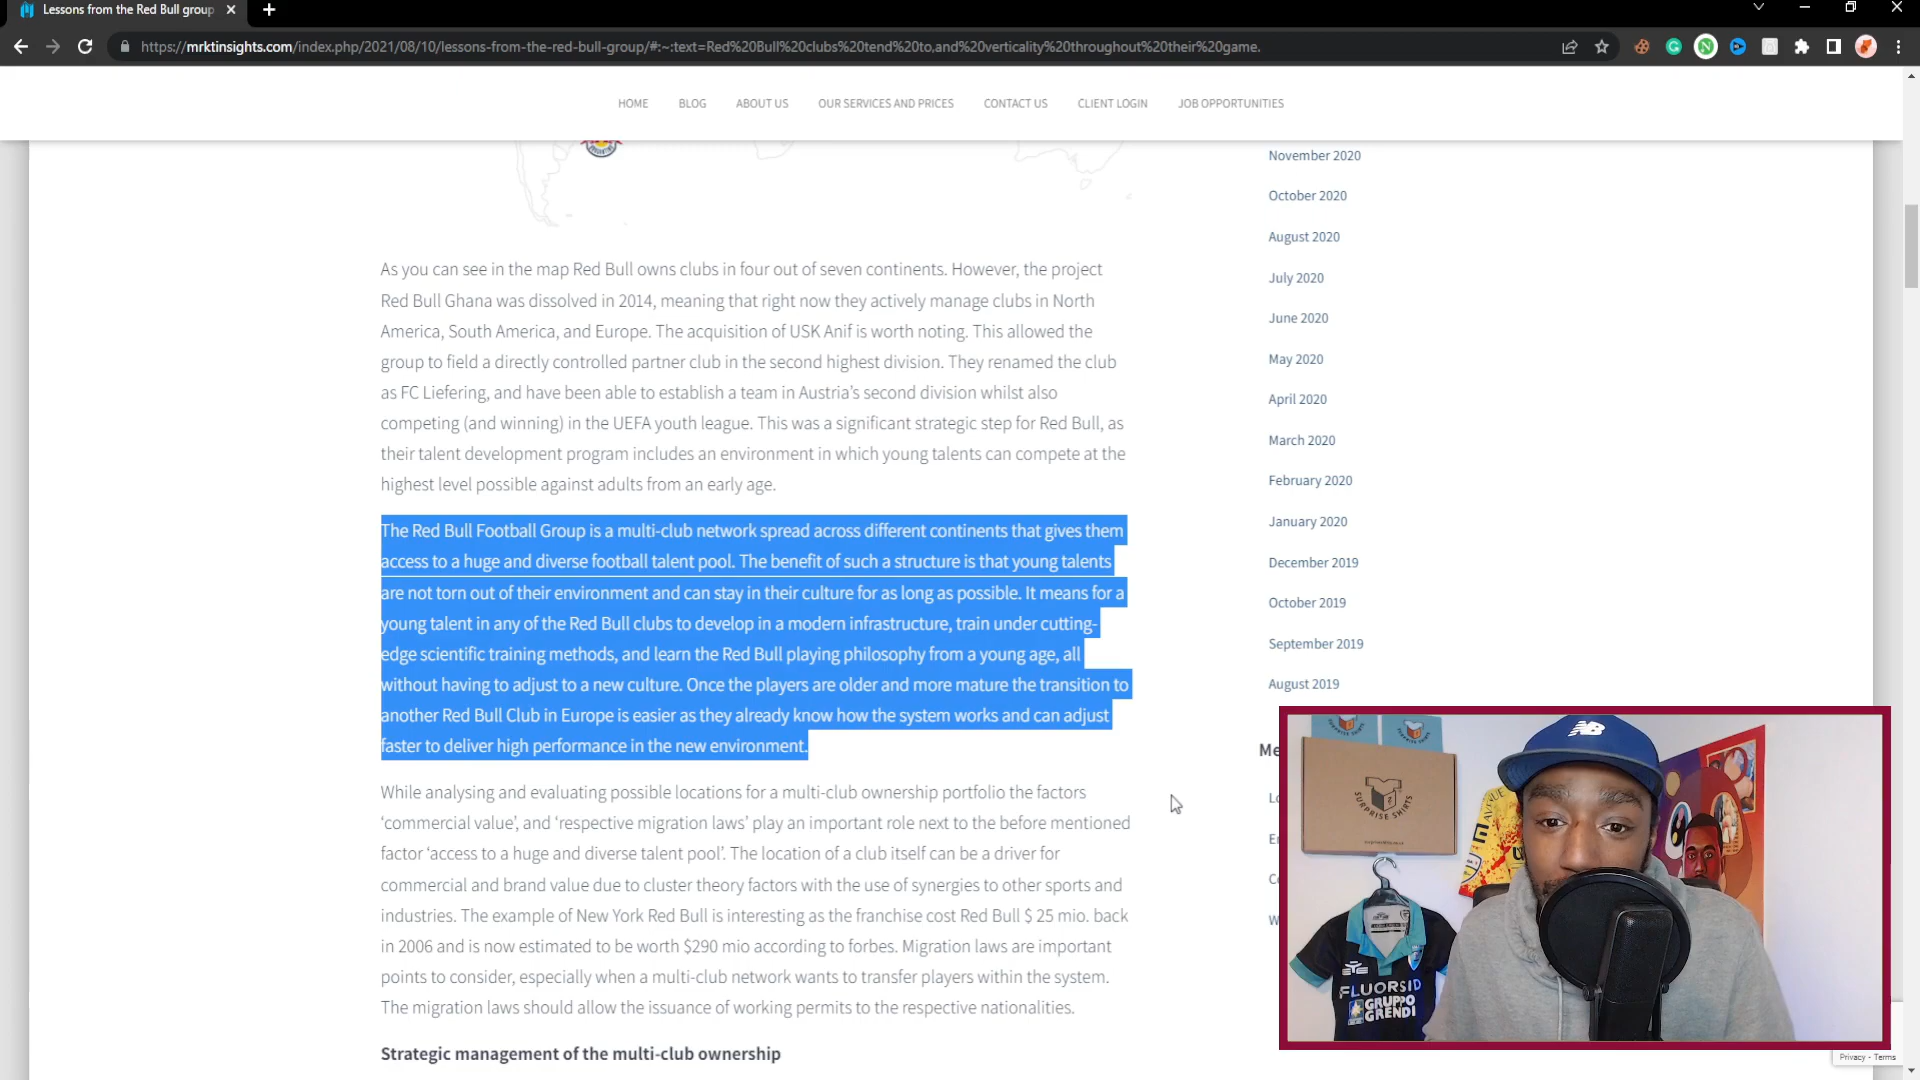 Lessons from the Red Bull group
https://mrktinsights.com/index.php/2021/08/10/lessons-from-the-red-bull-group/#:~:text=Red%20Bull%20clubs%20tend%20to,and%20verticality%20throughout%20their%20game.
HOME BLOG ABOUT US OUR SERVICES AND PRICES CONTACT US CLIENT LOGIN JOB OPPORTUNITIES
As you can see in the map Red Bull owns clubs in four out of seven continents. However, the project
Red Bull Ghana was dissolved in 2014, meaning that right now they actively manage clubs in North
America, South America, and Europe. The acquisition of USK Anif is worth noting. This allowed the
group to field a directly controlled partner club in the second highest division. They renamed the club
as FC Liefering, and have been able to establish a team in Austria’s second division whilst also
competing (and winning) in the UEFA youth league. This was a significant strategic step for Red Bull, as
their talent development program includes an environment in which young talents can compete at the
highest level possible against adults from an early age.
The Red Bull Football Group is a multi-club network spread across different continents that gives them
access to a huge and diverse football talent pool. The benefit of such a structure is that young talents
are not torn out of their environment and can stay in their culture for as long as possible. It means for a
young talent in any of the Red Bull clubs to develop in a modern infrastructure, train under cutting-
edge scientific training methods, and learn the Red Bull playing philosophy from a young age, all
without having to adjust to a new culture. Once the players are older and more mature the transition to
another Red Bull Club in Europe is easier as they already know how the system works and can adjust
faster to deliver high performance in the new environment.
While analysing and evaluating possible locations for a multi-club ownership portfolio the factors
‘commercial value’, and ‘respective migration laws’ play an important role next to the before mentioned
factor ‘access to a huge and diverse talent pool’. The location of a club itself can be a driver for
commercial and brand value due to cluster theory factors with the use of synergies to other sports and
industries. The example of New York Red Bull is interesting as the franchise cost Red Bull $ 25 mio. back
in 2006 and is now estimated to be worth $290 mio according to forbes. Migration laws are important
points to consider, especially when a multi-club network wants to transfer players within the system.
The migration laws should allow the issuance of working permits to the respective nationalities.
Strategic management of the multi-club ownership
November 2020
October 2020
August 2020
July 2020
June 2020
May 2020
April 2020
March 2020
February 2020
January 2020
December 2019
October 2019
September 2019
August 2019
Me
Lo
En
Co
W
SURPRISE SHIRTS
NB
FLUORSID
GRUPPO
GRENDI
Privacy - Terms